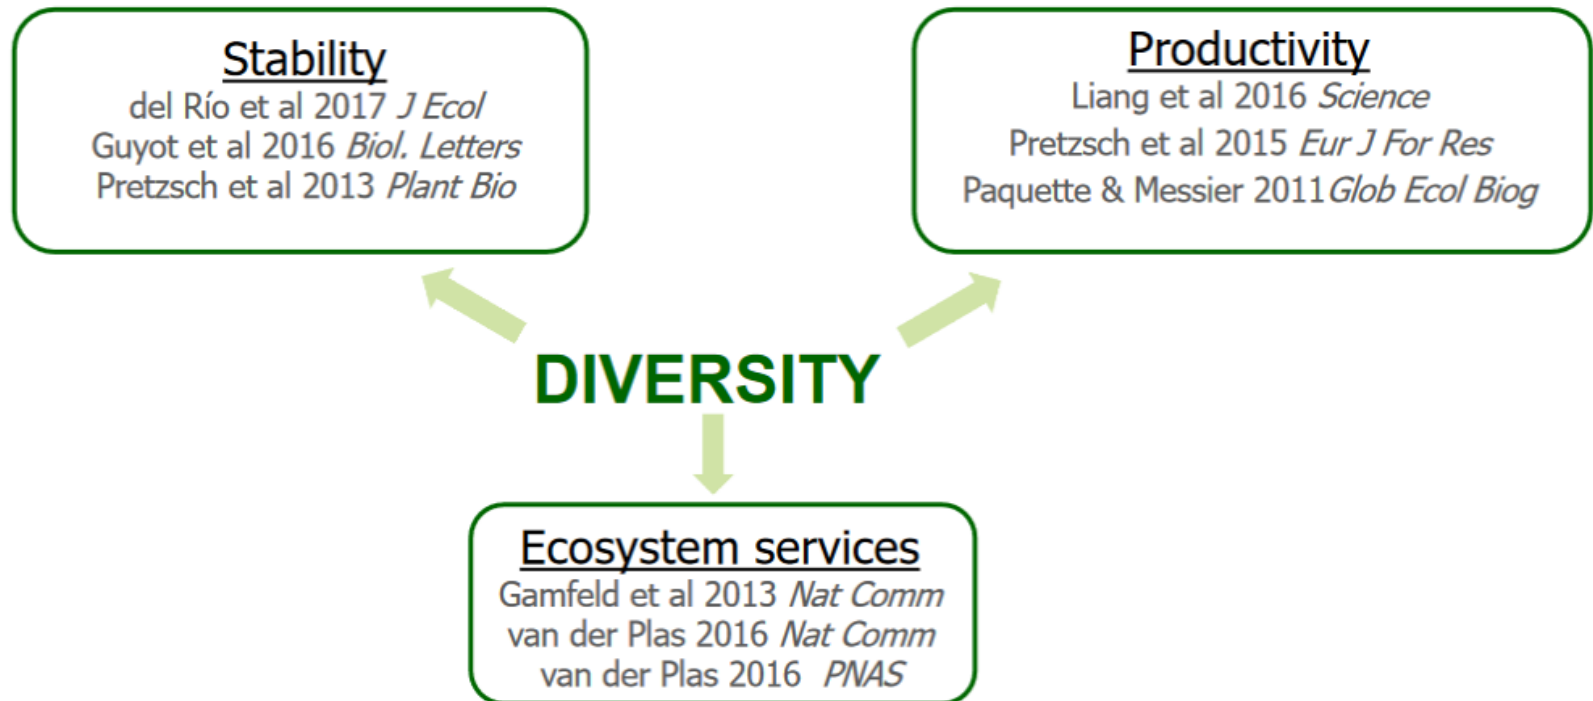 Stability
del Río et al 2017 J Ecol
Guyot et al 2016 Biol. Letters
Pretzsch et al 2013 Plant Bio
Productivity
Liang et al 2016 Science
Pretzsch et al 2015 Eur J For Res
Paquette & Messier 2011 Glob Ecol Biog
DIVERSITY
Ecosystem services
Gamfeld et al 2013 Nat Comm
van der Plas 2016 Nat Comm
van der Plas 2016 PNAS